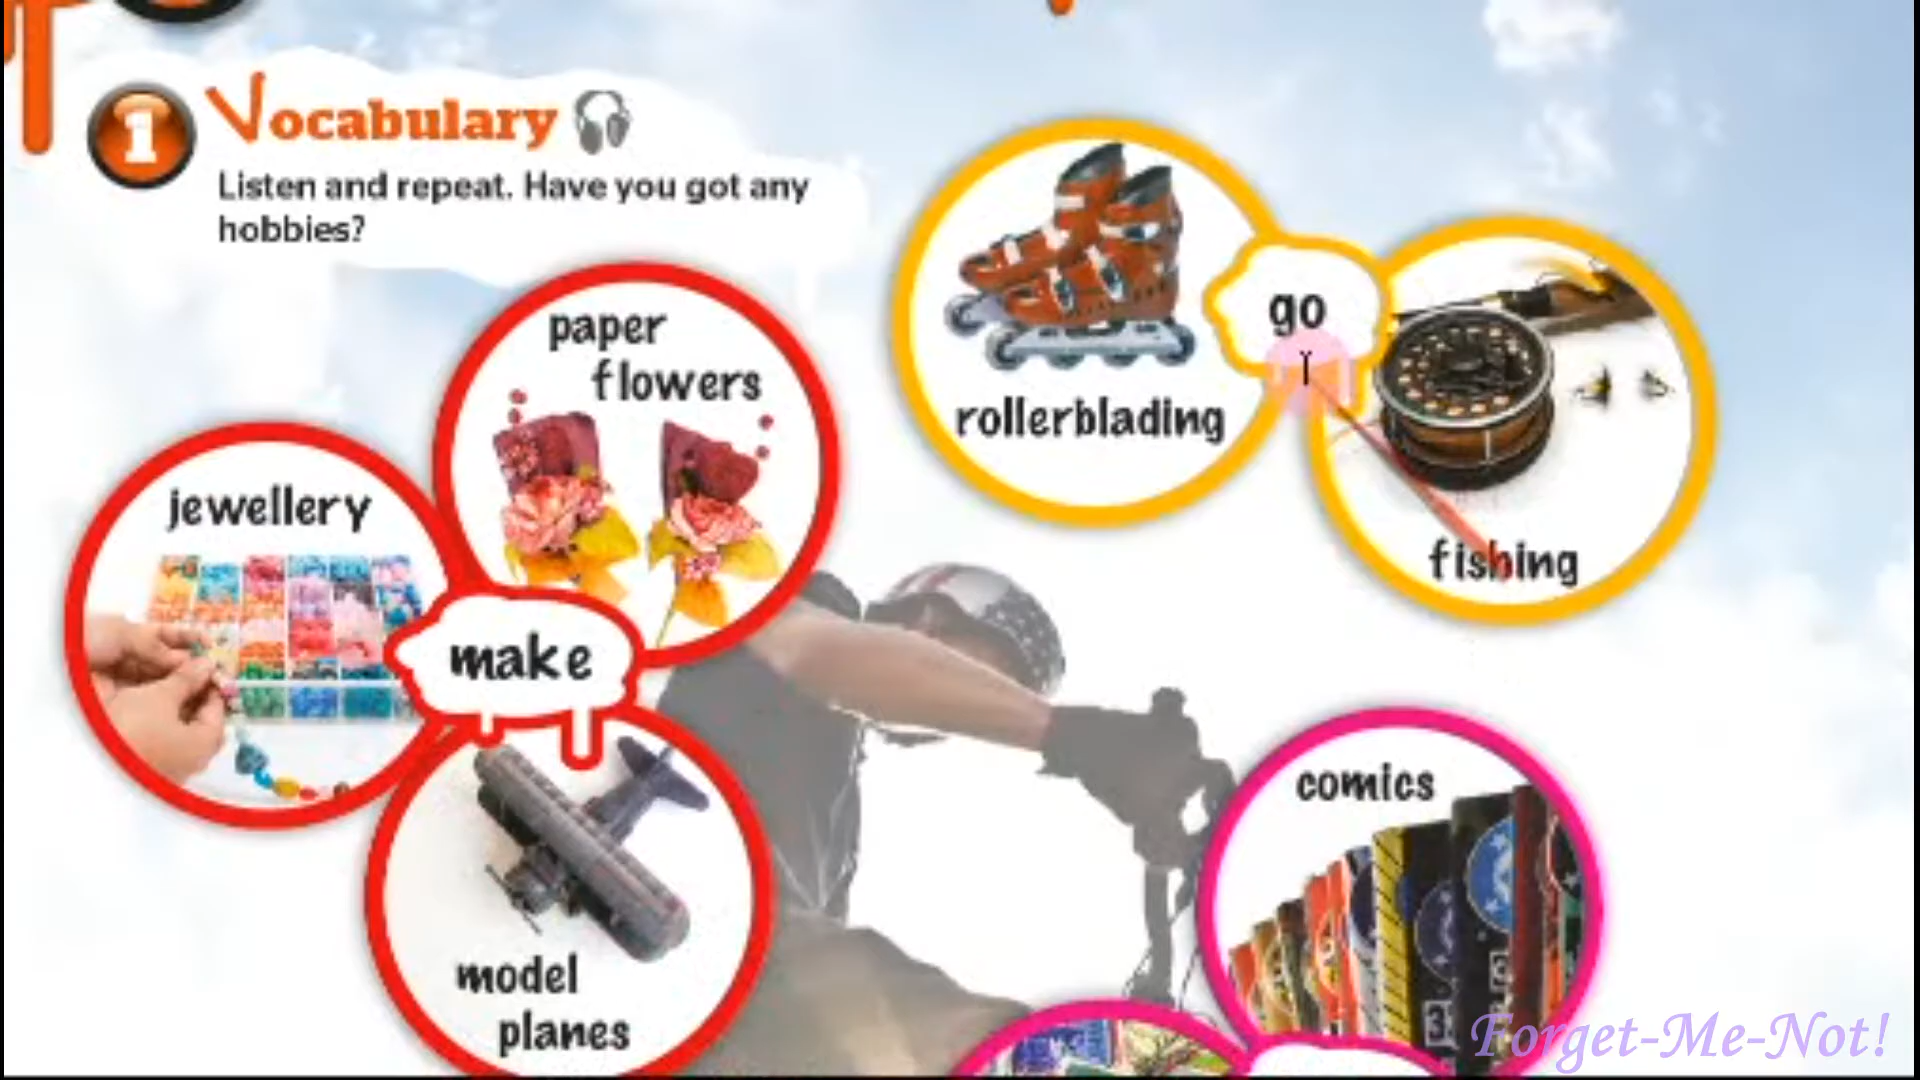 1 Vocabulary
Listen and repeat. Have you got any
hobbies?
paper
flowers
jewellery
make
model
planes
rollerblading
go
fishing
comics
Forget-Me-Not!